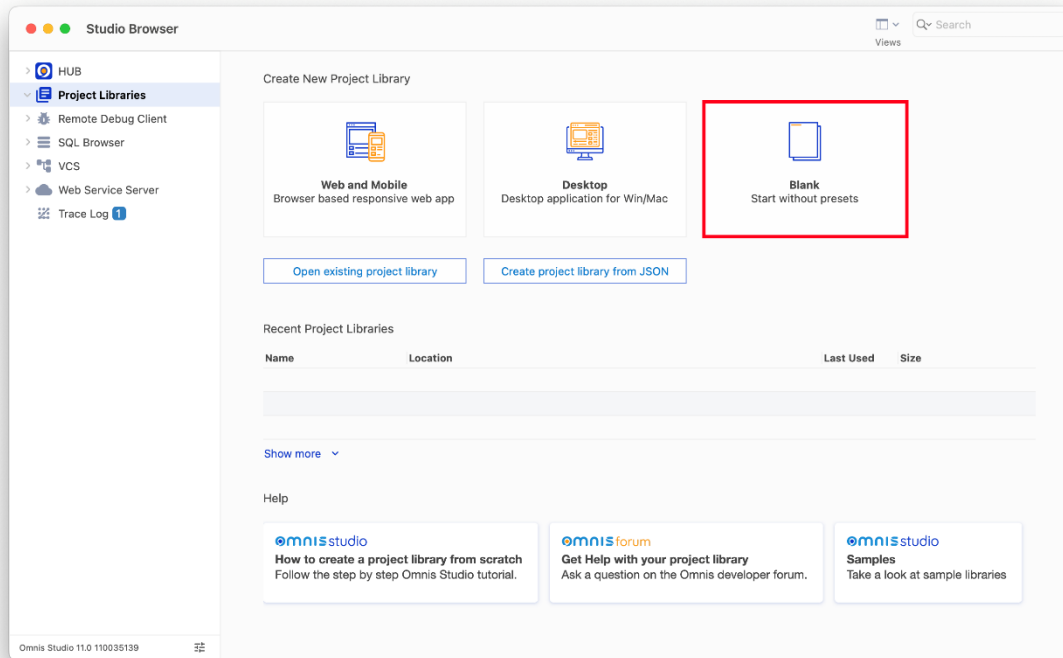 Studio Browser
Views
Search
HUB
Project Libraries
Remote Debug Client
SQL Browser
VCS
Web Service Server
Trace Log 1
Create New Project Library
Web and Mobile
Browser based responsive web app
Desktop
Desktop application for Win/Mac
Blank
Start without presets
Open existing project library
Create project library from JSON
Recent Project Libraries
Name Location Last Used Size
Show more
Help
omnis studio
How to create a project library from scratch
Follow the step by step Omnis Studio tutorial.
omnis forum
Get Help with your project library
Ask a question on the Omnis developer forum.
omnis studio
Samples
Take a look at sample libraries
Omnis Studio 11.0 110035139